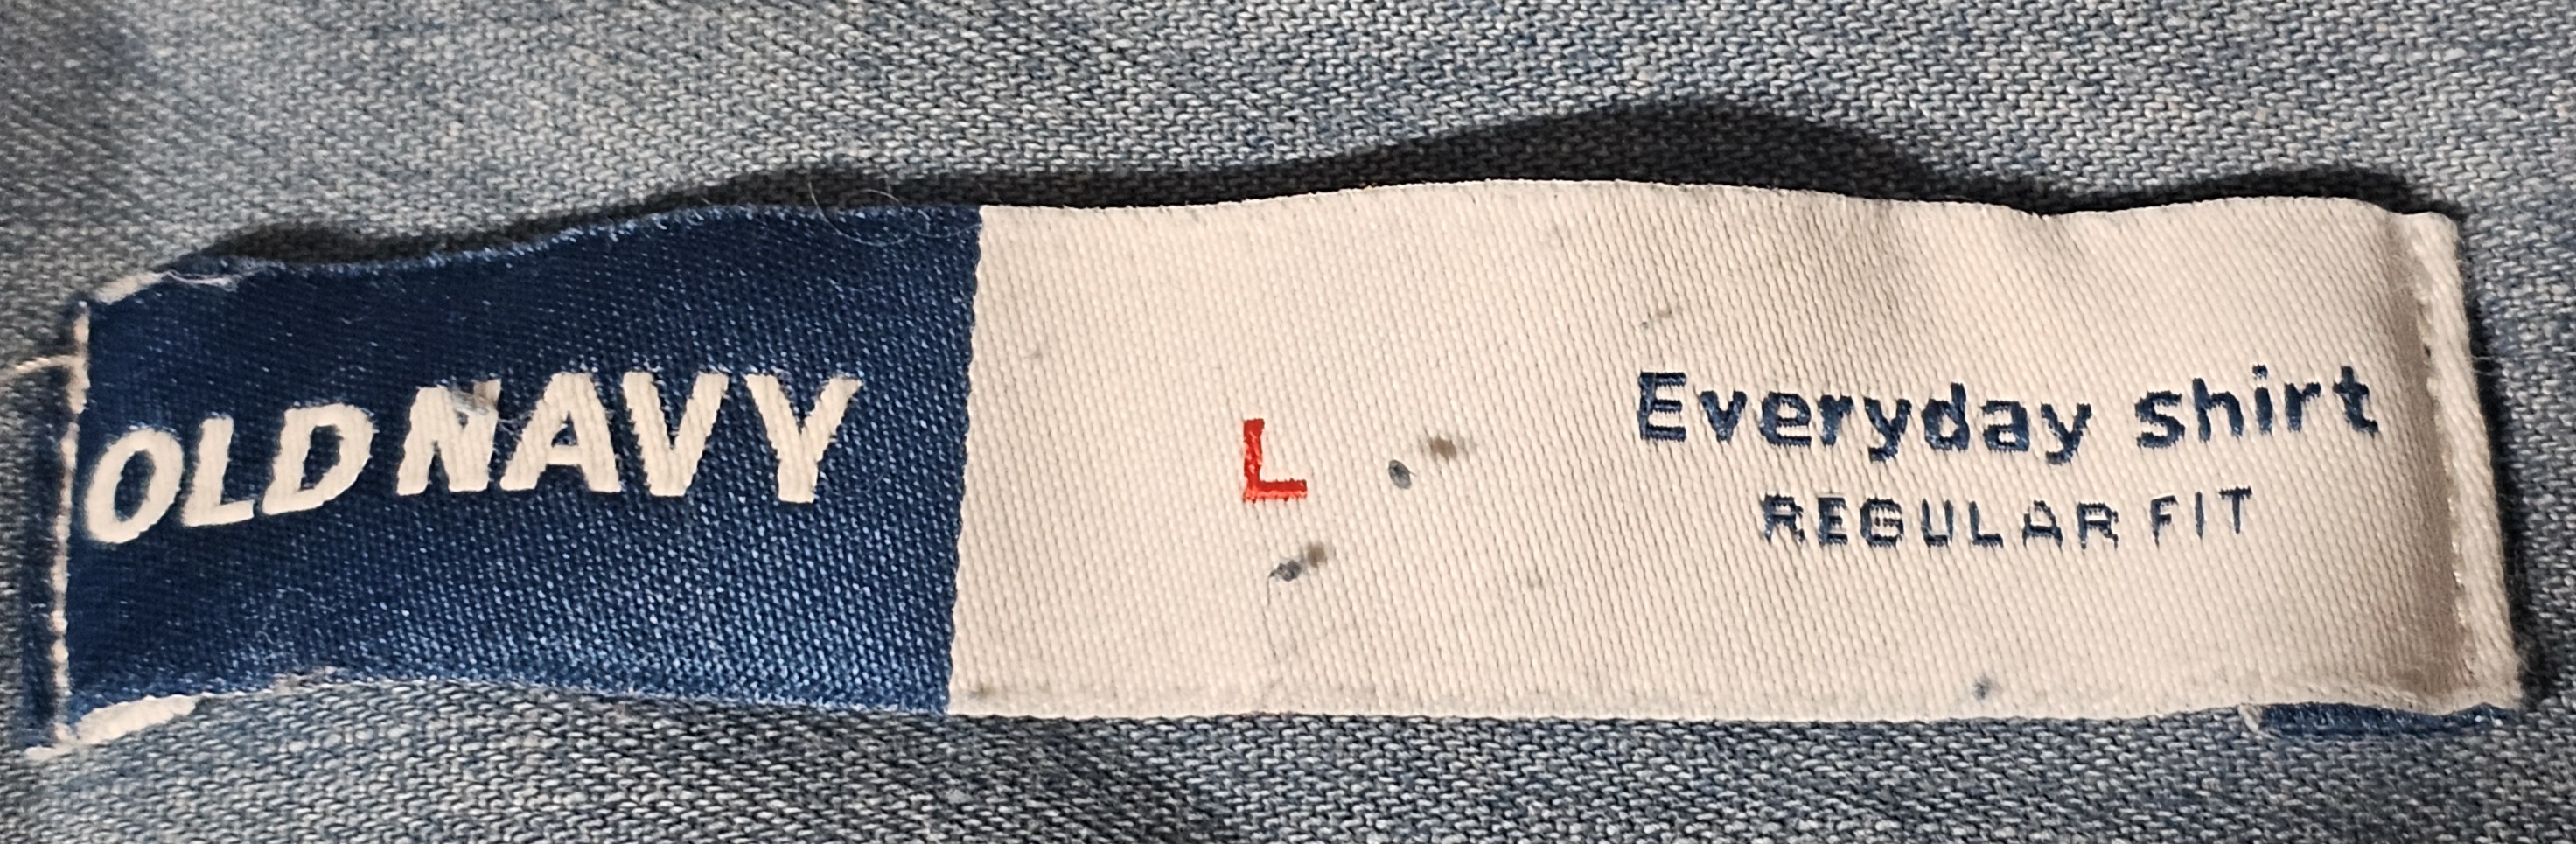 OLD NAVY
L
Everyday Shirt
REGULAR FIT